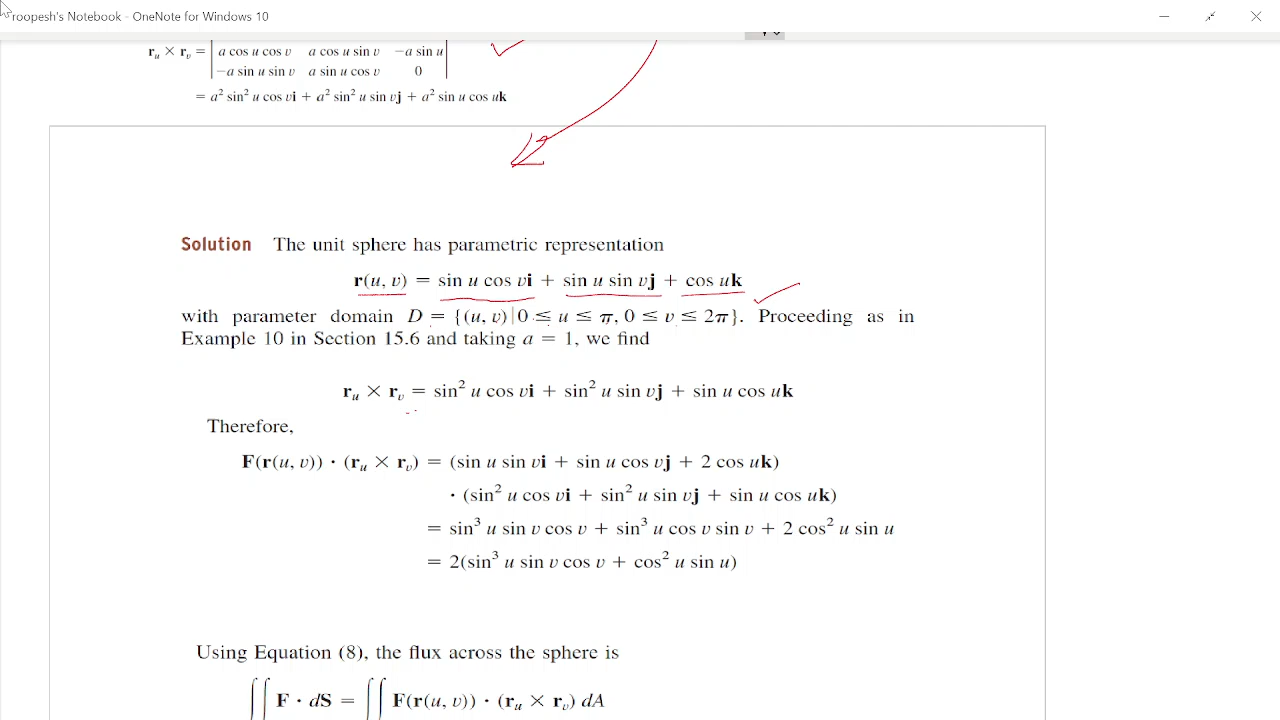 roopesh's Notebook - OneNote for Windows 10
r_u × r_v = | a cos u cos v a cos u sin v −a sin u |
| −a sin u sin v a sin u cos v 0 |
= a² sin² u cos v i + a² sin² u sin v j + a² sin u cos u k
Solution The unit sphere has parametric representation
r(u, v) = sin u cos v i + sin u sin v j + cos u k
with parameter domain D = {(u, v) | 0 ≤ u ≤ π, 0 ≤ v ≤ 2π}. Proceeding as in
Example 10 in Section 15.6 and taking a = 1, we find
r_u × r_v = sin² u cos v i + sin² u sin v j + sin u cos u k
Therefore,
F(r(u, v)) · (r_u × r_v) = (sin u sin v i + sin u cos v j + 2 cos u k)
· (sin² u cos v i + sin² u sin v j + sin u cos u k)
= sin³ u sin v cos v + sin³ u cos v sin v + 2 cos² u sin u
= 2(sin³ u sin v cos v + cos² u sin u)
Using Equation (8), the flux across the sphere is
∬ F · dS = ∬ F(r(u, v)) · (r_u × r_v) dA